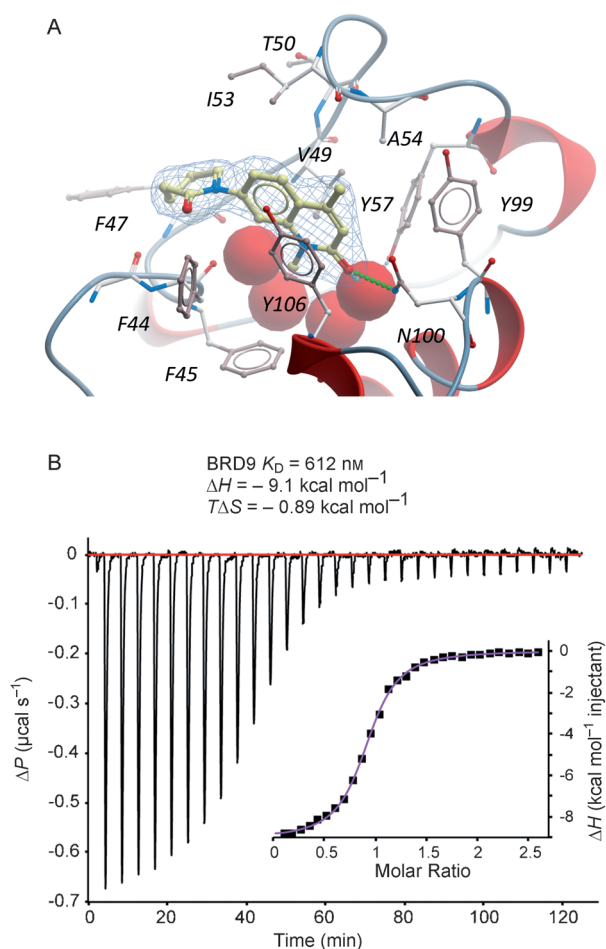 A
T50
I53
A54
V49
Y57
Y99
F47
Y106
F44
N100
F45
B
BRD9 K_D = 612 nM
ΔH = – 9.1 kcal mol⁻¹
TΔS = – 0.89 kcal mol⁻¹
0
-0.1
-0.2
-0.3
-0.4
-0.5
-0.6
-0.7
ΔP (μcal s⁻¹)
0
20
40
60
80
100
120
Time (min)
0
-2
-4
-6
-8
ΔH (kcal mol⁻¹ injectant)
0
0.5
1
1.5
2
2.5
Molar Ratio